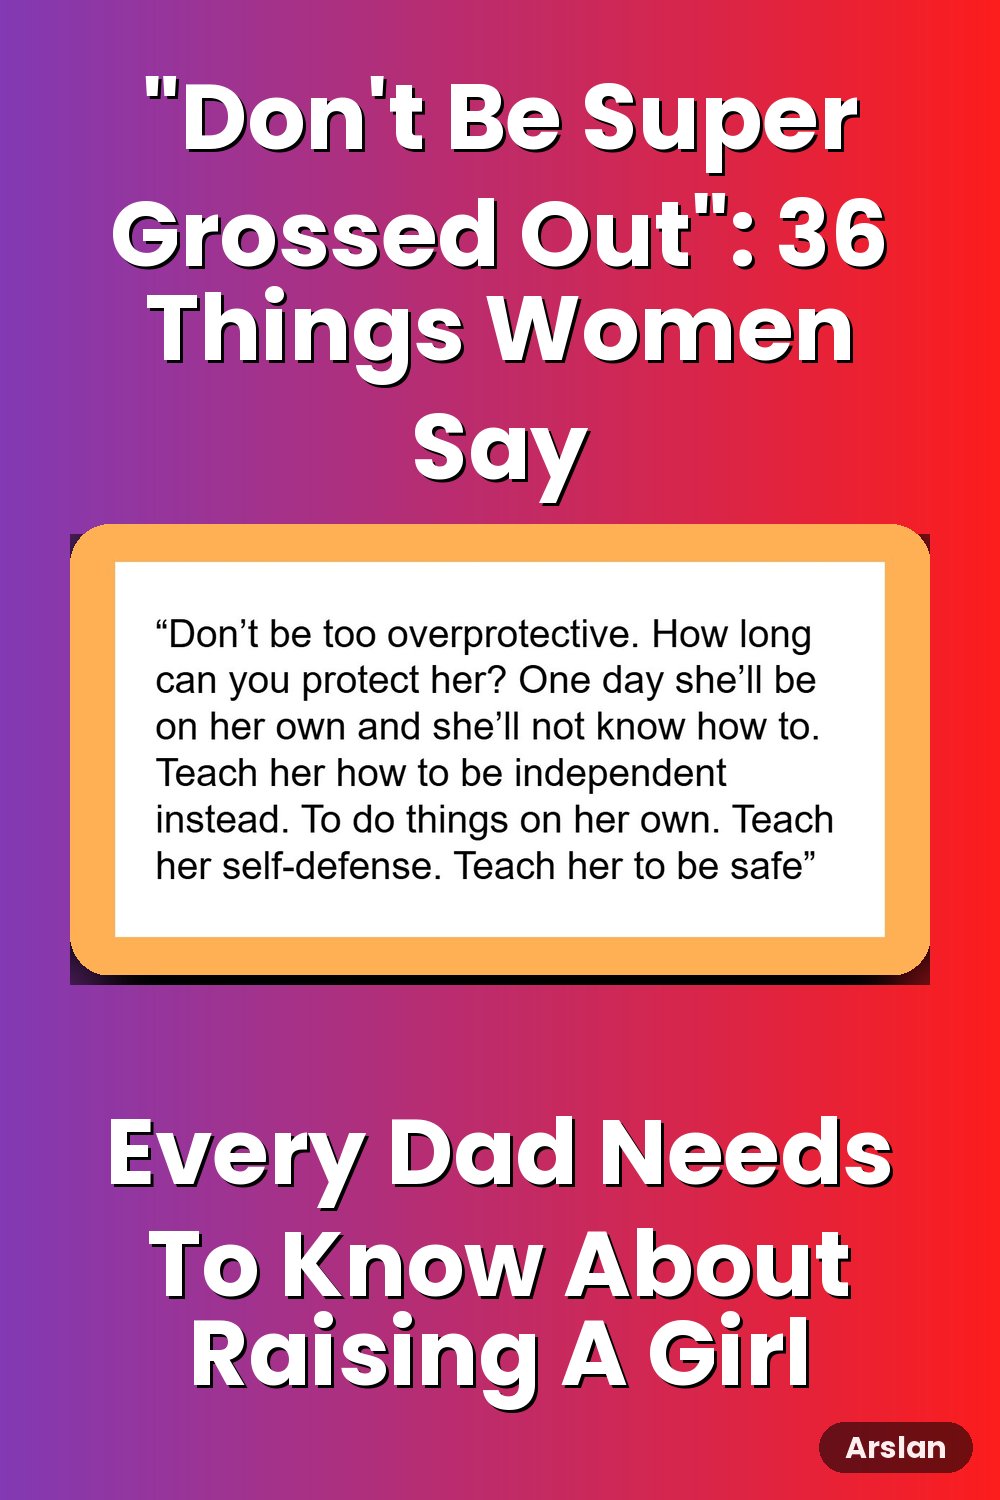 "Don't Be Super
Grossed Out": 36
Things Women
Say
“Don’t be too overprotective. How long
can you protect her? One day she’ll be
on her own and she’ll not know how to.
Teach her how to be independent
instead. To do things on her own. Teach
her self-defense. Teach her to be safe”
Every Dad Needs
To Know About
Raising A Girl
Arslan